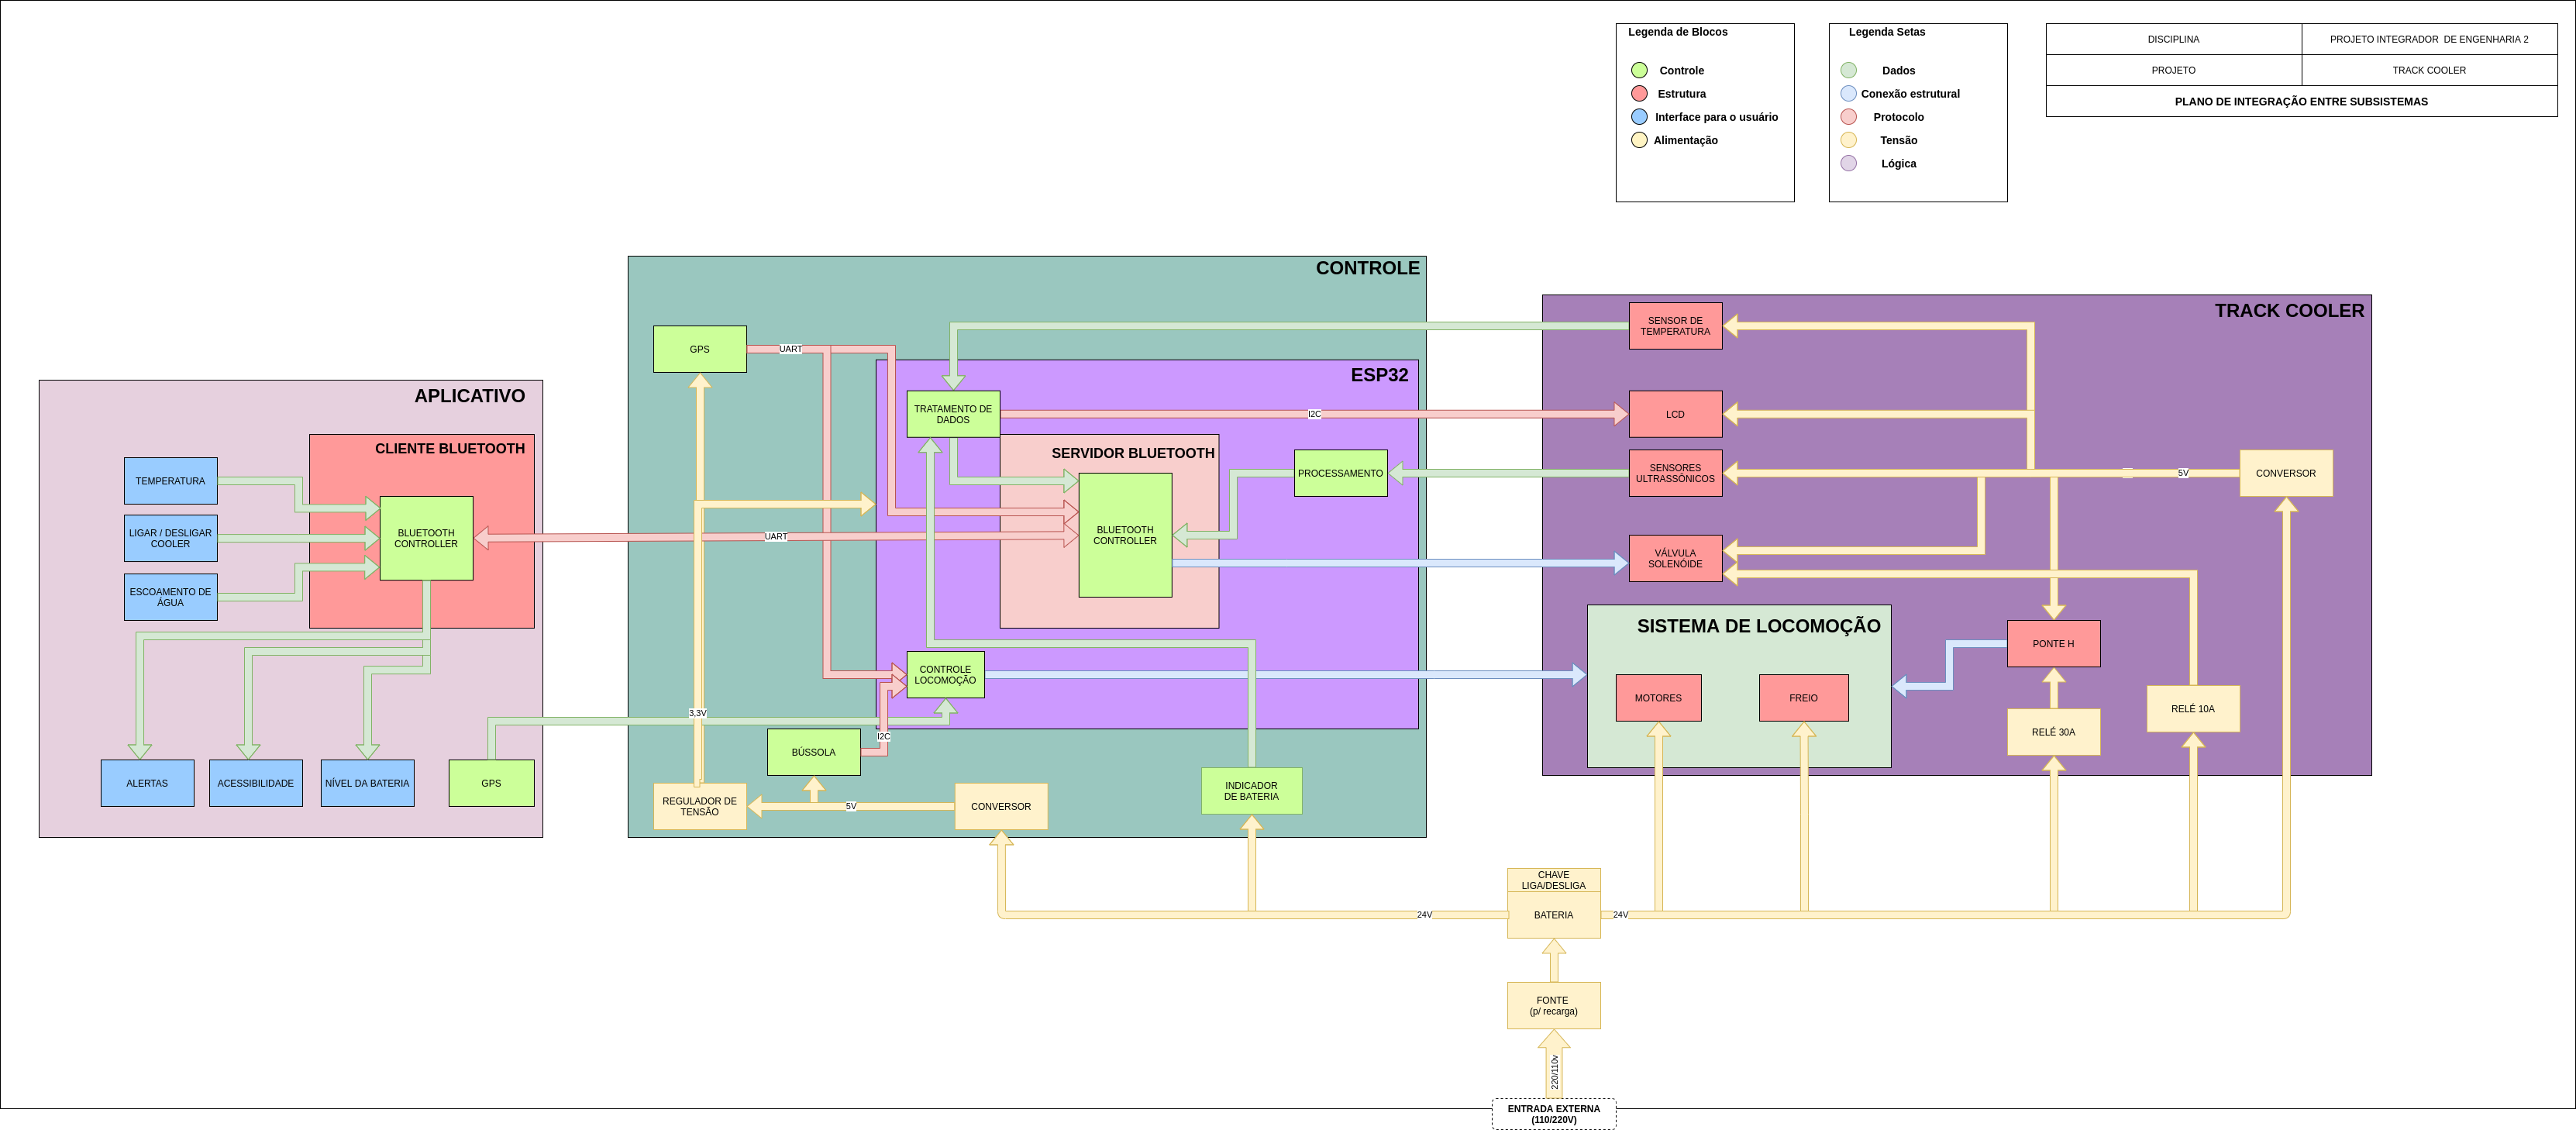 Legenda de Blocos
Controle
Estrutura
Interface para o usuário
Alimentação
Legenda Setas
Dados
Conexão estrutural
Protocolo
Tensão
Lógica
DISCIPLINA
PROJETO INTEGRADOR DE ENGENHARIA 2
PROJETO
TRACK COOLER
PLANO DE INTEGRAÇÃO ENTRE SUBSISTEMAS
APLICATIVO
CLIENTE BLUETOOTH
TEMPERATURA
LIGAR / DESLIGAR
COOLER
ESCOAMENTO DE
ÁGUA
BLUETOOTH
CONTROLLER
ALERTAS
ACESSIBILIDADE
NÍVEL DA BATERIA
GPS
CONTROLE
GPS
UART
ESP32
TRATAMENTO DE
DADOS
I2C
SERVIDOR BLUETOOTH
BLUETOOTH
CONTROLLER
PROCESSAMENTO
UART
CONTROLE
LOCOMOÇÃO
3,3V
I2C
BÚSSOLA
REGULADOR DE
TENSÃO
5V
CONVERSOR
INDICADOR
DE BATERIA
TRACK COOLER
SENSOR DE
TEMPERATURA
LCD
SENSORES
ULTRASSÔNICOS
5V
CONVERSOR
VÁLVULA
SOLENÓIDE
SISTEMA DE LOCOMOÇÃO
MOTORES
FREIO
PONTE H
RELÉ 30A
RELÉ 10A
CHAVE
LIGA/DESLIGA
24V
BATERIA
24V
FONTE
(p/ recarga)
220/110v
ENTRADA EXTERNA
(110/220V)